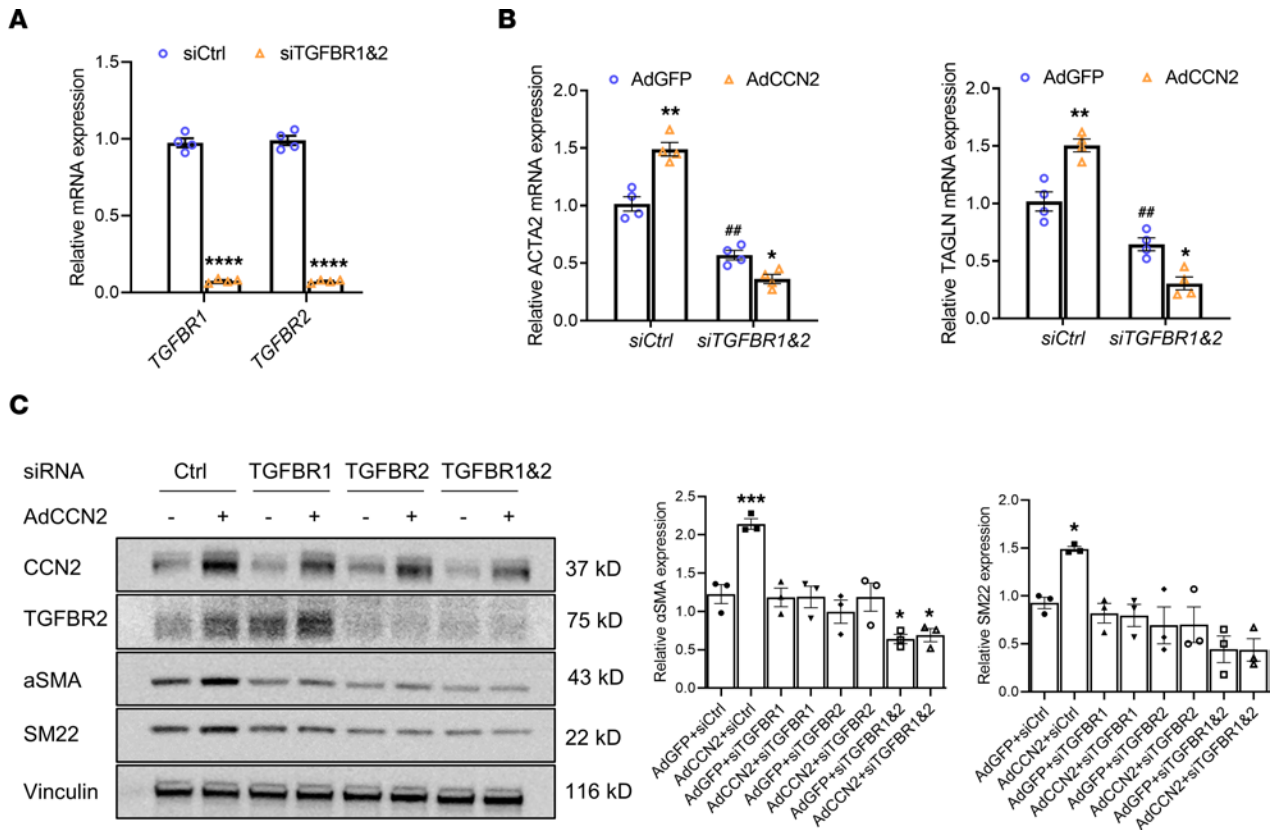 A
siCtrl
siTGFBR1&2
Relative mRNA expression
1.5
1.0
0.5
0.0
****
****
TGFBR1
TGFBR2
B
AdGFP
AdCCN2
Relative ACTA2 mRNA expression
2.0
1.5
1.0
0.5
0.0
**
##
*
siCtrl
siTGFBR1&2
AdGFP
AdCCN2
Relative TAGLN mRNA expression
2.0
1.5
1.0
0.5
0.0
**
##
*
siCtrl
siTGFBR1&2
C
siRNA Ctrl TGFBR1 TGFBR2 TGFBR1&2
AdCCN2 - + - + - + - +
CCN2 37 kD
TGFBR2 75 kD
aSMA 43 kD
SM22 22 kD
Vinculin 116 kD
Relative αSMA expression
2.5
2.0
1.5
1.0
0.5
0.0
***
*
*
AdGFP+siCtrl
AdCCN2+siCtrl
AdGFP+siTGFBR1
AdCCN2+siTGFBR1
AdGFP+siTGFBR2
AdCCN2+siTGFBR2
AdGFP+siTGFBR1&2
AdCCN2+siTGFBR1&2
Relative SM22 expression
2.0
1.5
1.0
0.5
0.0
*
AdGFP+siCtrl
AdCCN2+siCtrl
AdGFP+siTGFBR1
AdCCN2+siTGFBR1
AdGFP+siTGFBR2
AdCCN2+siTGFBR2
AdGFP+siTGFBR1&2
AdCCN2+siTGFBR1&2